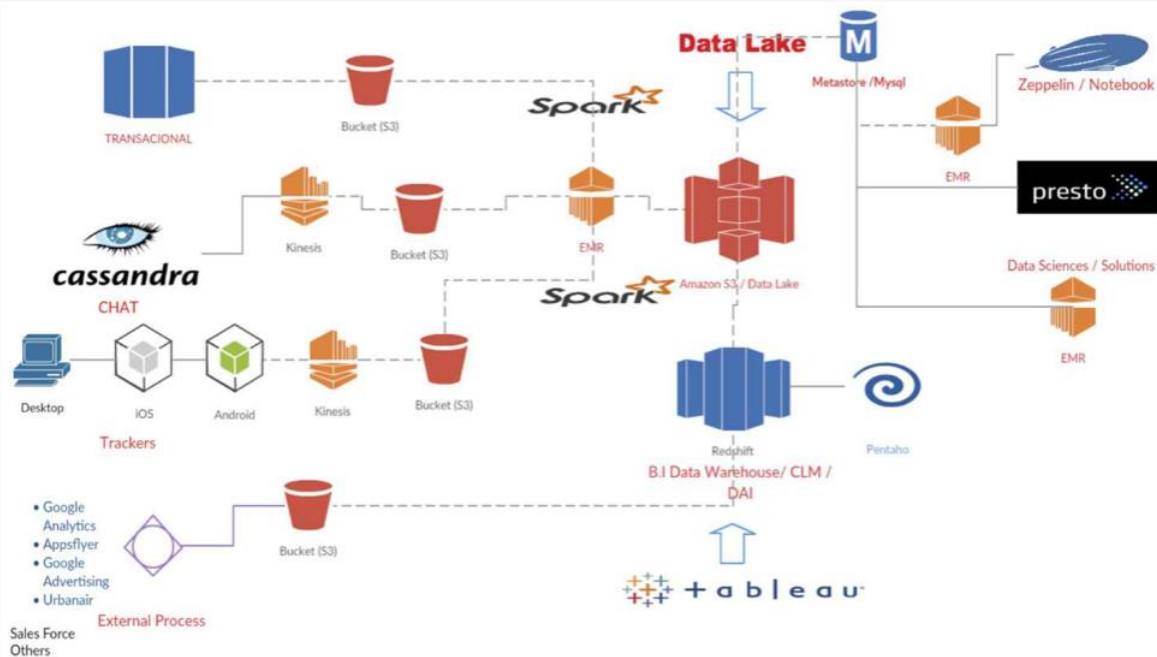 Data Lake
M
Metastore /Mysql
Zeppelin / Notebook
TRANSACIONAL
Bucket (S3)
Spark
EMR
presto
Kinesis
Bucket (S3)
EMR
cassandra
CHAT
Spark
Amazon S3 / Data Lake
Data Sciences / Solutions
EMR
Desktop
iOS
Android
Kinesis
Bucket (S3)
Trackers
Redshift
Pentaho
B.I Data Warehouse/ CLM /
DAI
• Google
Analytics
• Appsflyer
• Google
Advertising
• Urbanair
Bucket (S3)
External Process
+ableau
Sales Force
Others